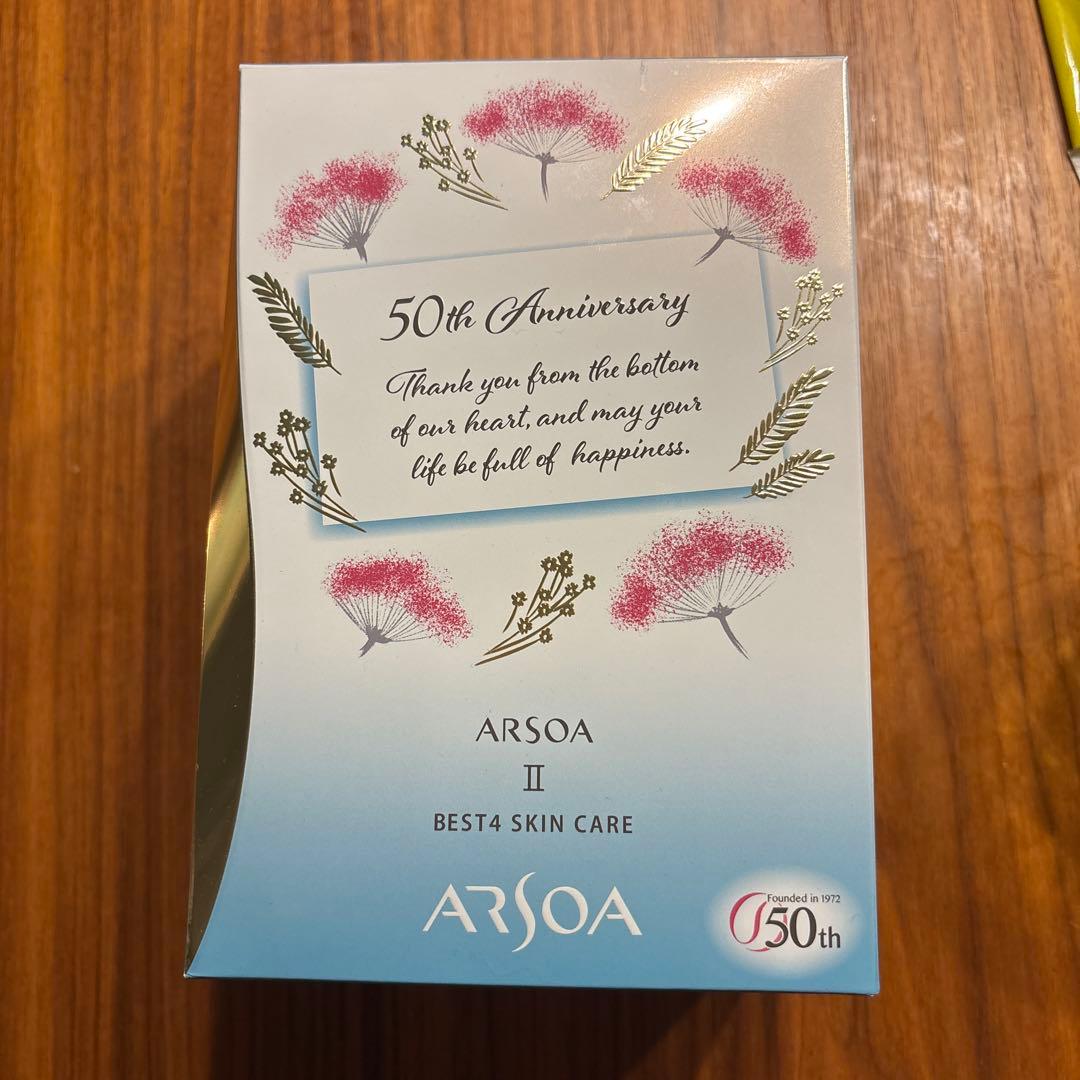 50th Anniversary
Thank you from the bottom
of our heart, and may your
life be full of happiness.
ARSOA
II
BEST4 SKIN CARE
ARSOA
Founded in 1972
50th